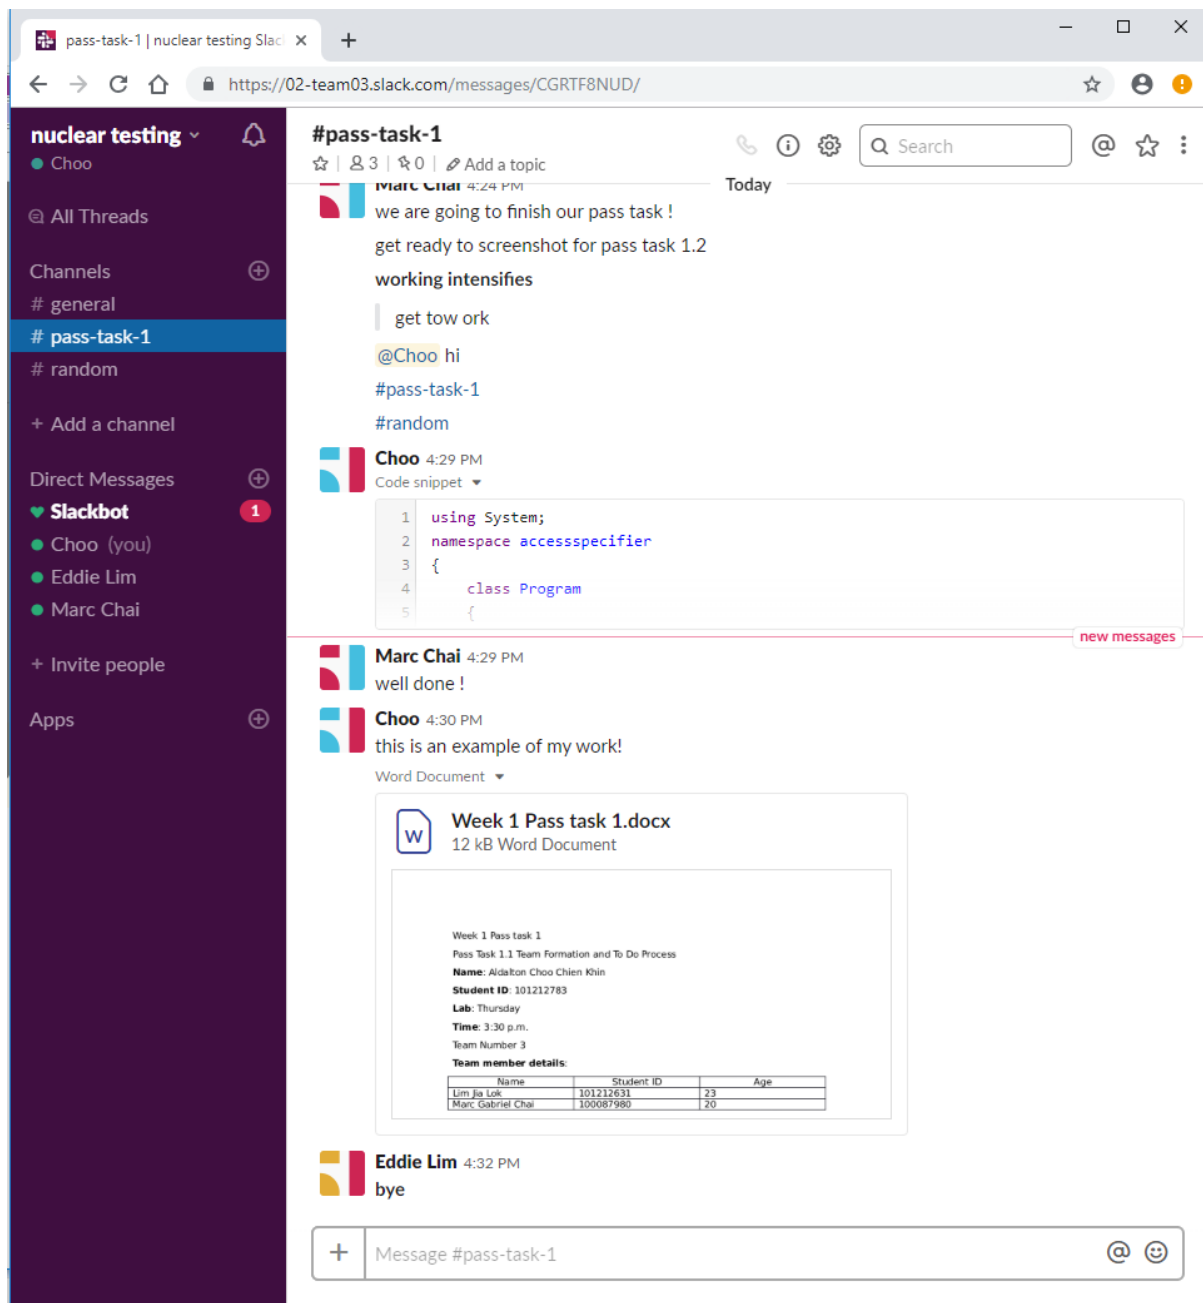 pass-task-1 | nuclear testing Slac
https://02-team03.slack.com/messages/CGRTF8NUD/
nuclear testing
Choo
All Threads
Channels
# general
# pass-task-1
# random
+ Add a channel
Direct Messages
Slackbot 1
Choo (you)
Eddie Lim
Marc Chai
+ Invite people
Apps
#pass-task-1
3 | 0 | Add a topic
Search
Today
Marc Chai 4:24 PM
we are going to finish our pass task !
get ready to screenshot for pass task 1.2
working intensifies
get tow ork
@Choo hi
#pass-task-1
#random
Choo 4:29 PM
Code snippet
1 using System;
2 namespace accessspecifier
3 {
4 class Program
5 {
new messages
Marc Chai 4:29 PM
well done !
Choo 4:30 PM
this is an example of my work!
Word Document
W
Week 1 Pass task 1.docx
12 kB Word Document
Week 1 Pass task 1
Pass Task 1.1 Team Formation and To Do Process
Name: Aldalton Choo Chien Khin
Student ID: 101212783
Lab: Thursday
Time: 3:30 p.m.
Team Number 3
Team member details:
Name Student ID Age
Lim Jia Lok 101212631 23
Marc Gabriel Chai 100087980 20
Eddie Lim 4:32 PM
bye
Message #pass-task-1